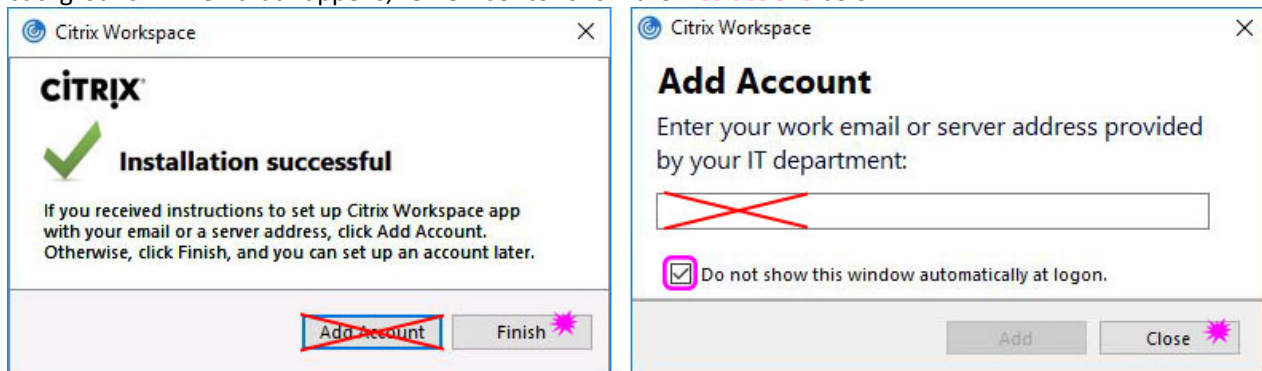 Citrix Workspace
CİTRIX
Installation successful
If you received instructions to set up Citrix Workspace app
with your email or a server address, click Add Account.
Otherwise, click Finish, and you can set up an account later.
Add Account
Finish
Citrix Workspace
Add Account
Enter your work email or server address provided
by your IT department:
Do not show this window automatically at logon.
Add
Close